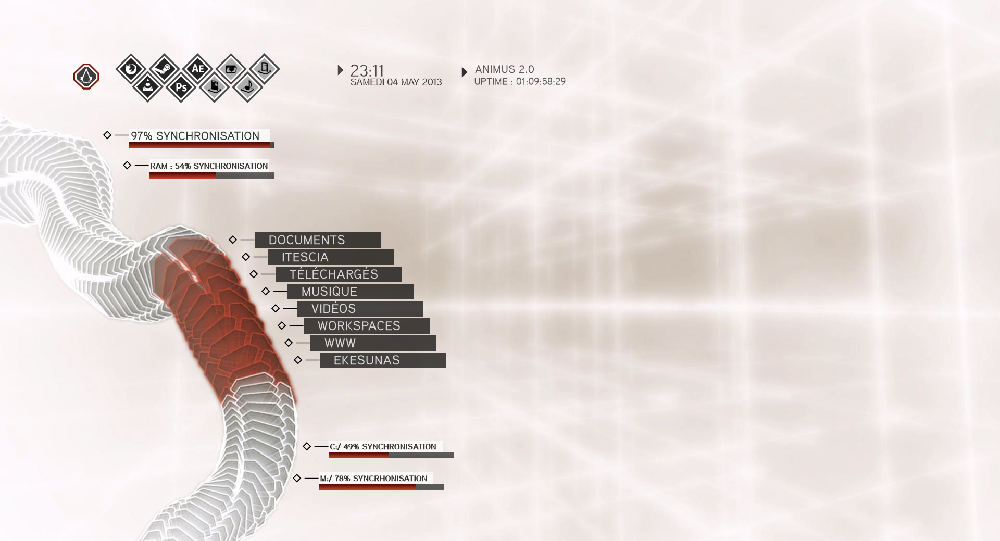 AE
Ps
23:11
SAMEDI 04 MAY 2013
ANIMUS 2.0
UPTIME : 01:09:58:29
97% SYNCHRONISATION
RAM : 54% SYNCHRONISATION
DOCUMENTS
ITESCIA
TÉLÉCHARGÉS
MUSIQUE
VIDÉOS
WORKSPACES
WWW
EKESUNAS
C:/ 49% SYNCHRONISATION
M:/ 78% SYNCRHONISATION